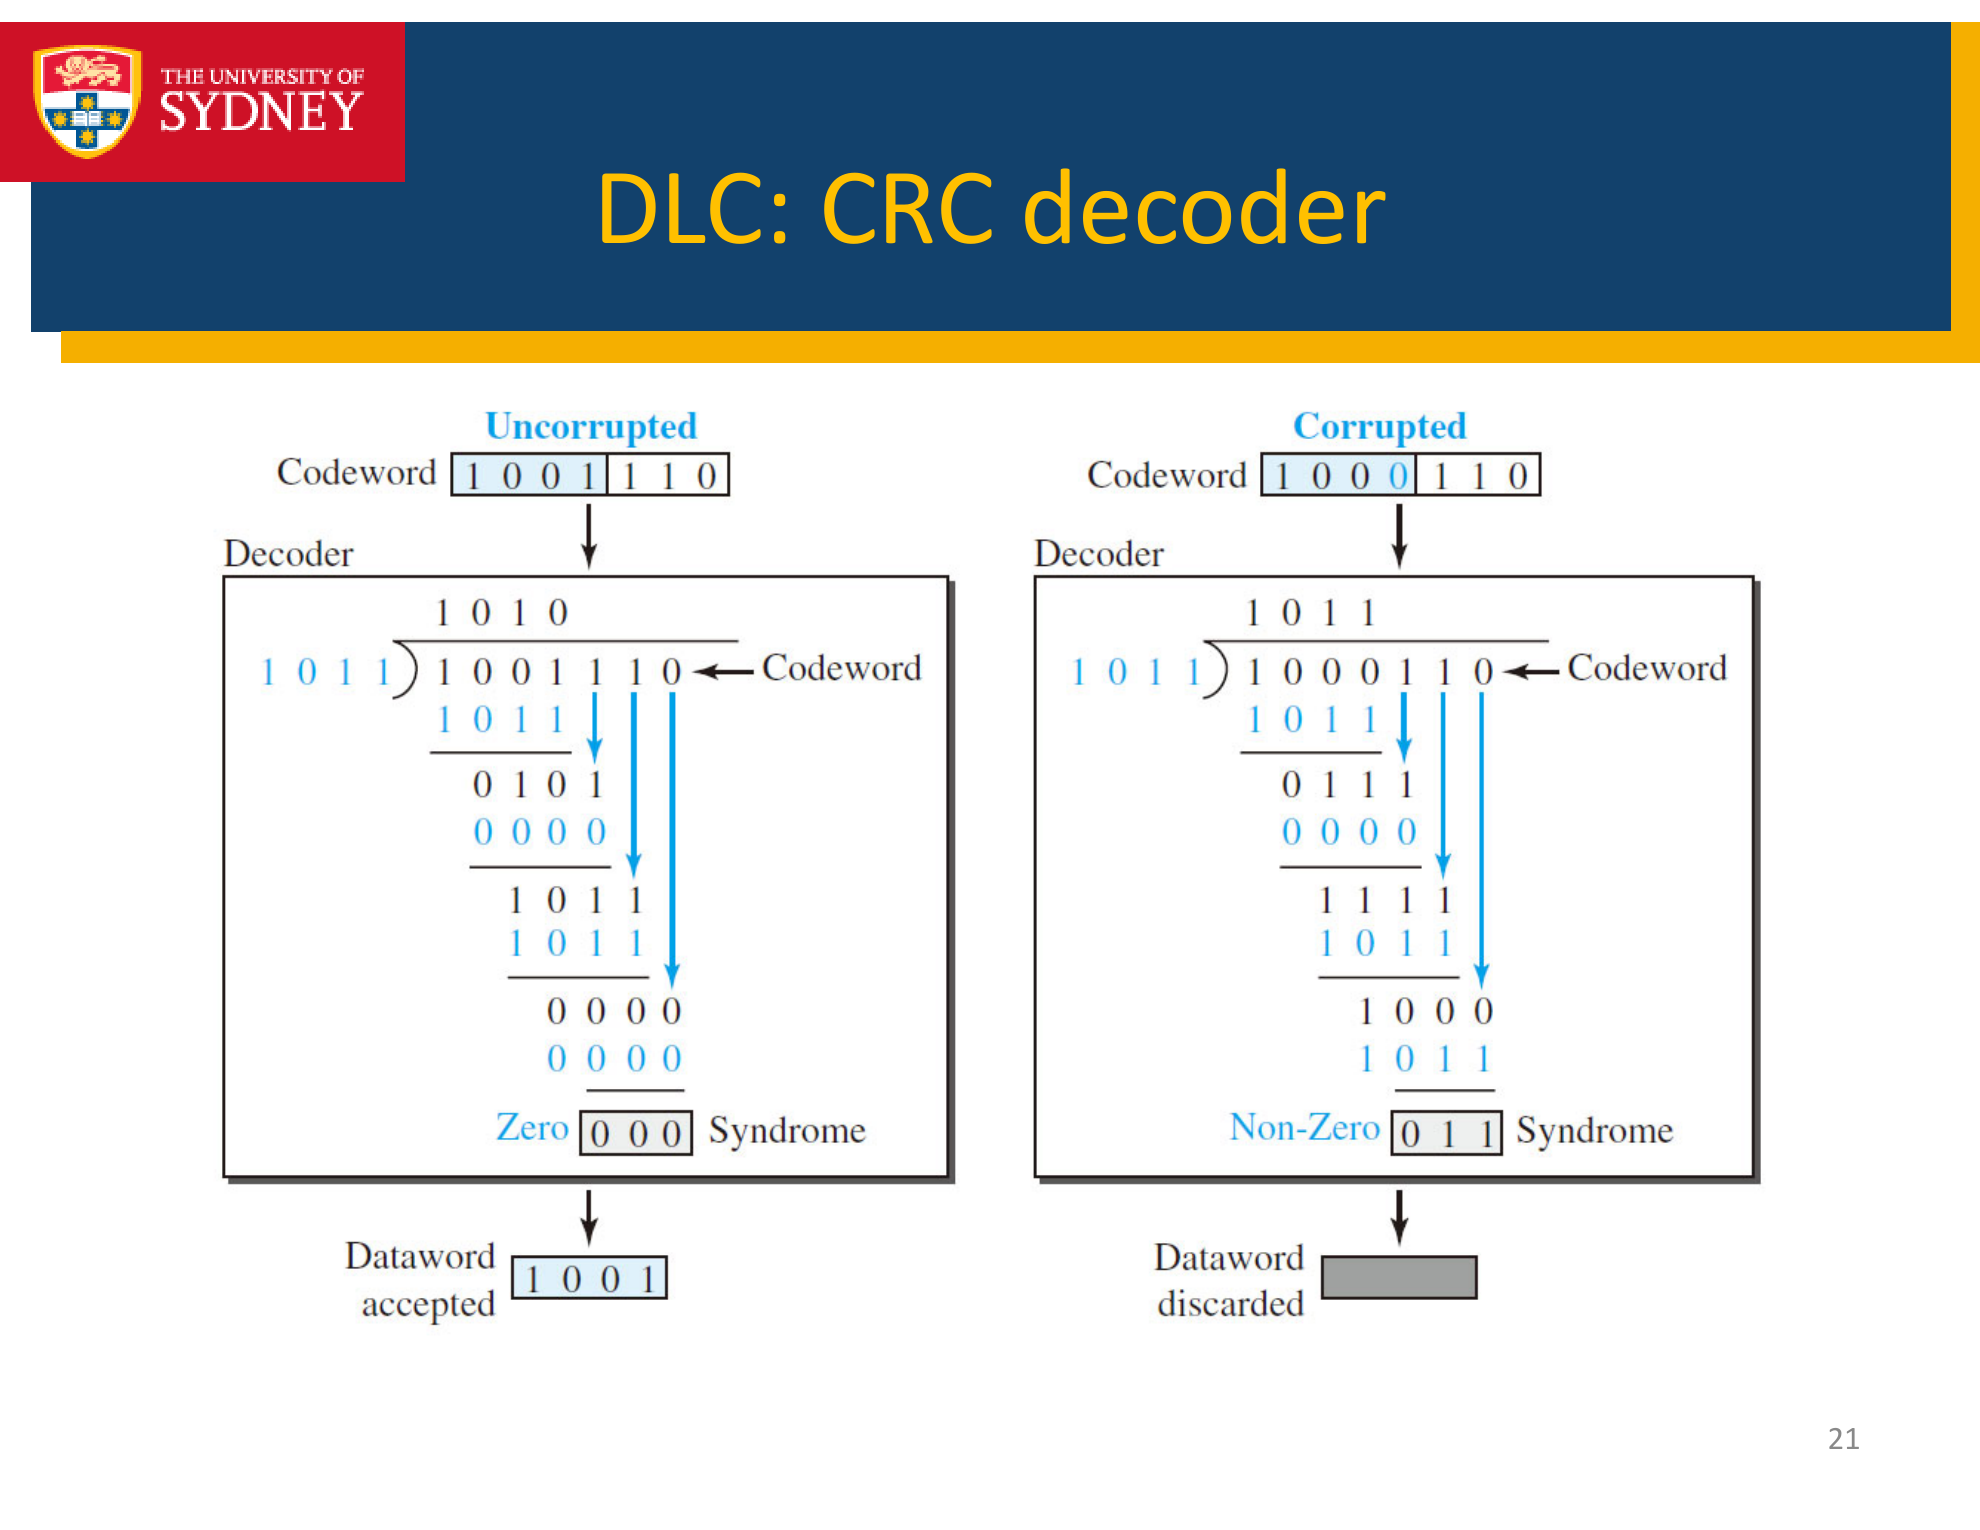 THE UNIVERSITY OF
SYDNEY
DLC: CRC decoder
Uncorrupted
Codeword 1 0 0 1 1 1 0
Decoder
1 0 1 0
1 0 1 1 ) 1 0 0 1 1 1 0 Codeword
1 0 1 1
0 1 0 1
0 0 0 0
1 0 1 1
1 0 1 1
0 0 0 0
0 0 0 0
Zero 0 0 0 Syndrome
Dataword
accepted
1 0 0 1
Corrupted
Codeword 1 0 0 0 1 1 0
Decoder
1 0 1 1
1 0 1 1 ) 1 0 0 0 1 1 0 Codeword
1 0 1 1
0 1 1 1
0 0 0 0
1 1 1 1
1 0 1 1
1 0 0 0
1 0 1 1
Non-Zero 0 1 1 Syndrome
Dataword
discarded
21